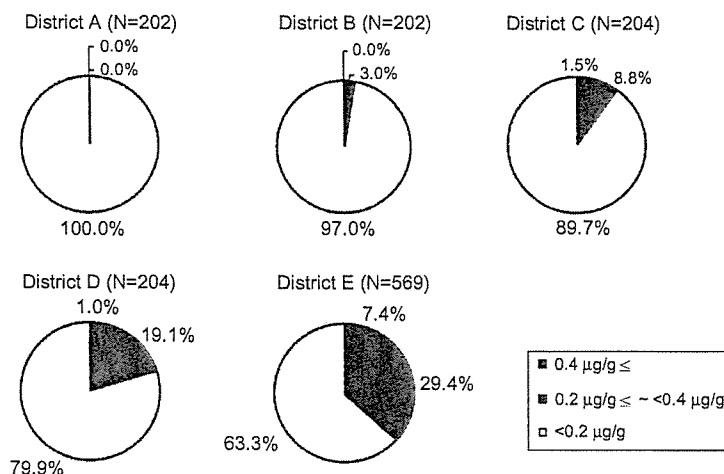 District A (N=202)
0.0%
0.0%
100.0%
District B (N=202)
0.0%
3.0%
97.0%
District C (N=204)
1.5%
8.8%
89.7%
District D (N=204)
1.0%
19.1%
79.9%
District E (N=569)
7.4%
29.4%
63.3%
0.4 µg/g ≤
0.2 µg/g ≤ ~ <0.4 µg/g
<0.2 µg/g